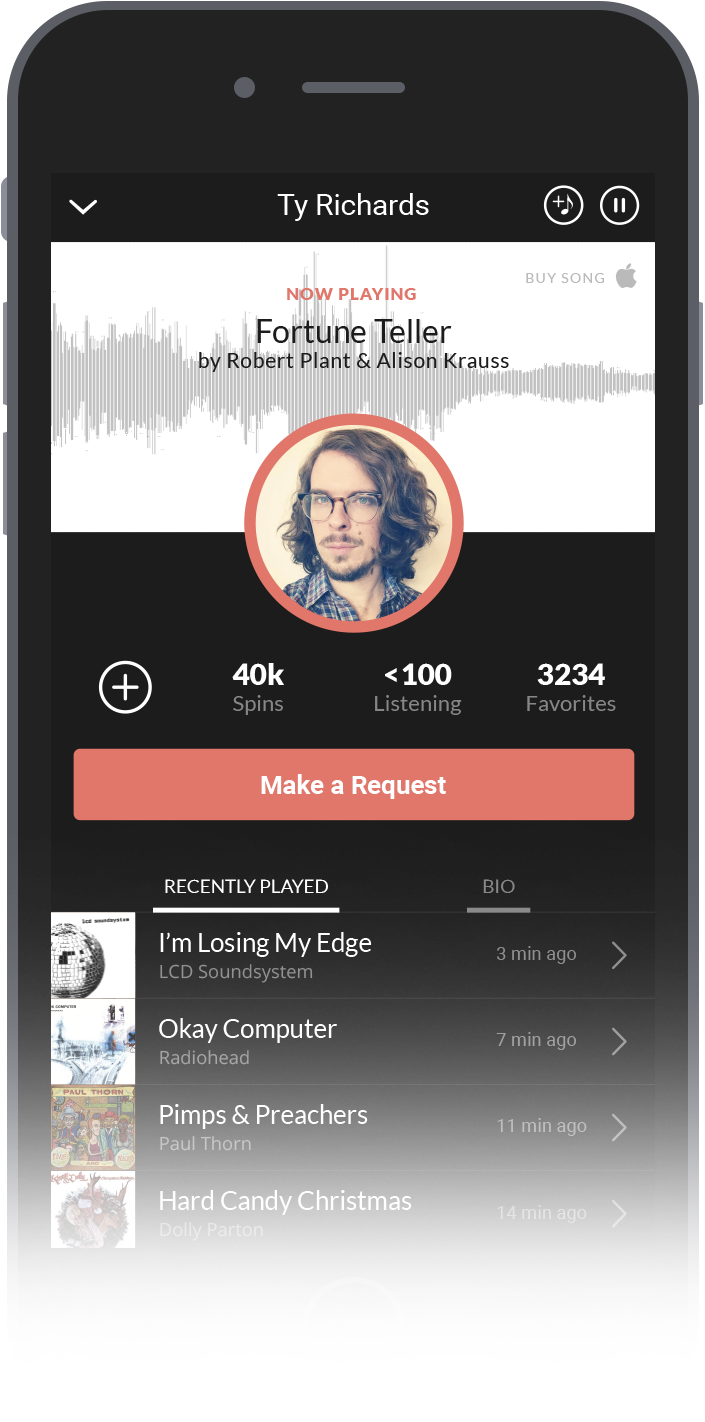 Ty Richards
BUY SONG
NOW PLAYING
Fortune Teller
by Robert Plant & Alison Krauss
40k
Spins
<100
Listening
3234
Favorites
Make a Request
RECENTLY PLAYED
BIO
lcd soundsystem
I'm Losing My Edge
LCD Soundsystem
3 min ago
COMPUTER
Okay Computer
Radiohead
7 min ago
PAUL THORN
Pimps & Preachers
Paul Thorn
11 min ago
Hard Candy Christmas
Dolly Parton
14 min ago